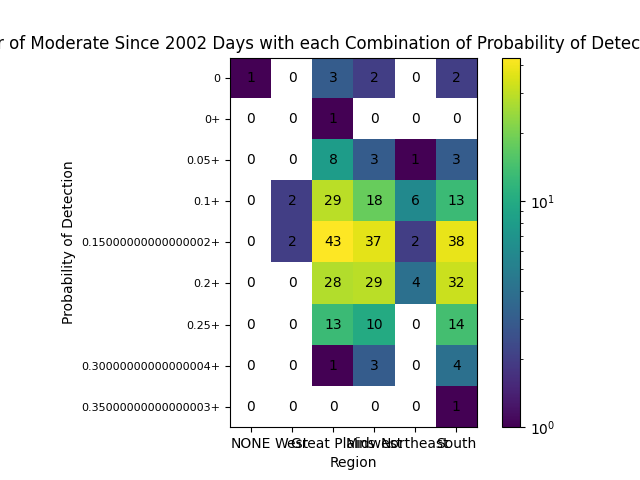 r of Moderate Since 2002 Days with each Combination of Probability of Detec
0 1 0 3 2 0 2
0+ 0 0 1 0 0 0
0.05+ 0 0 8 3 1 3
0.1+ 0 2 29 18 6 13
0.15000000000000002+ 0 2 43 37 2 38
0.2+ 0 0 28 29 4 32
0.25+ 0 0 13 10 0 14
0.30000000000000004+ 0 0 1 3 0 4
0.35000000000000003+ 0 0 0 0 0 1
NONE West Great Plains Midwest Northeast South
Region
Probability of Detection
10^1
10^0